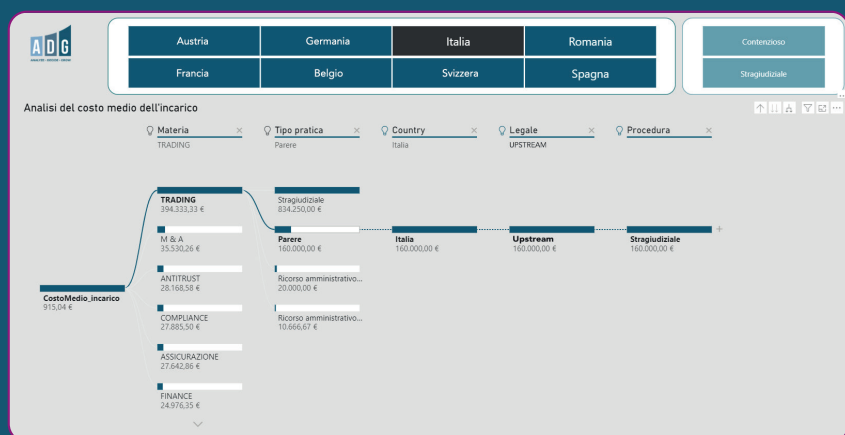 ADG
Austria
Germania
Italia
Romania
Francia
Belgio
Svizzera
Spagna
Contenzioso
Stragiudiziale
Analisi del costo medio dell'incarico
Materia
TRADING
Tipo pratica
Parere
Country
Italia
Legale
UPSTREAM
Procedura
CostoMedio_incarico
915,04 €
TRADING
394.333,33 €
M & A
35.530,26 €
ANTITRUST
28.168,58 €
COMPLIANCE
27.885,50 €
ASSICURAZIONE
27.642,86 €
FINANCE
24.976,35 €
Stragiudiziale
834.250,00 €
Parere
160.000,00 €
Ricorso amministrativo...
20.000,00 €
Ricorso amministrativo...
10.666,67 €
Italia
160.000,00 €
Upstream
160.000,00 €
Stragiudiziale
160.000,00 €